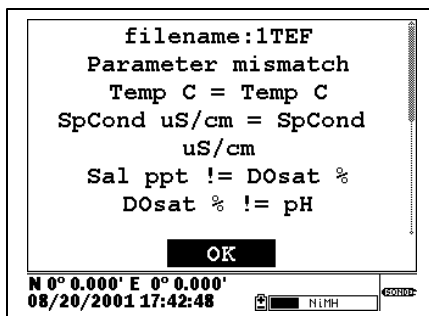 filename:1TEF
Parameter mismatch
Temp C = Temp C
SpCond uS/cm = SpCond
uS/cm
Sal ppt != DOsat %
DOsat % != pH
OK
N 0° 0.000' E 0° 0.000'
08/20/2001 17:42:48
NiMH
SONDE